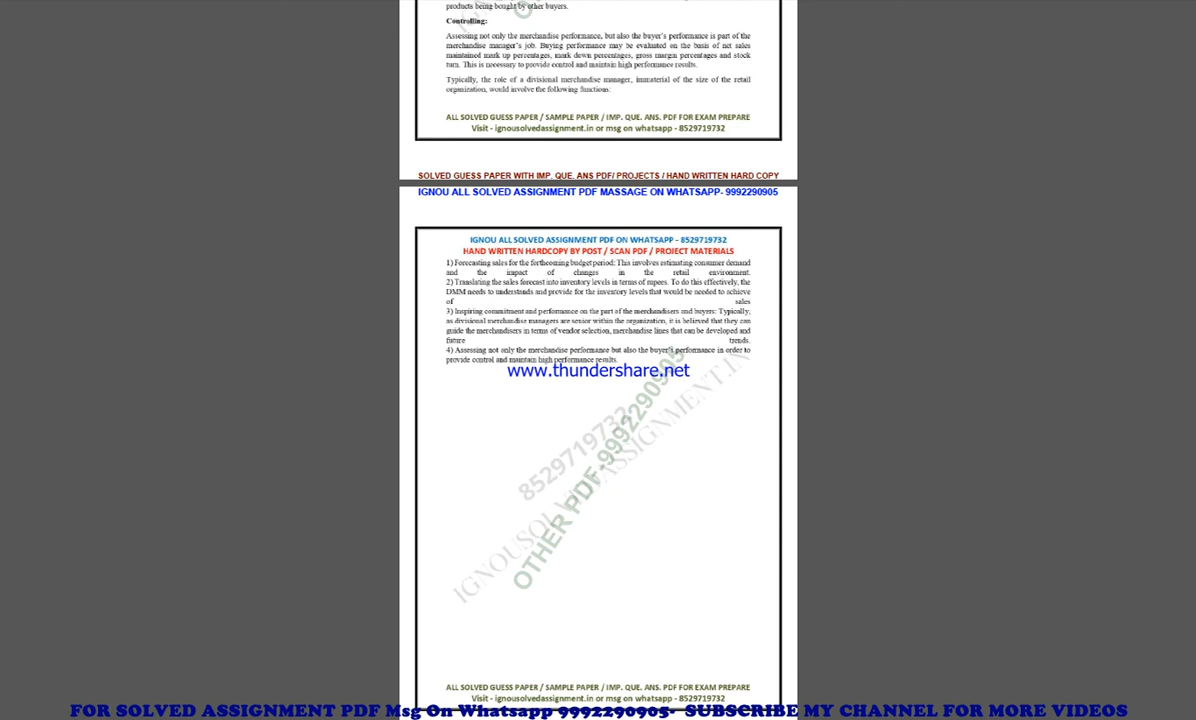 products being bought by other buyers.
Controlling:
Assessing not only the merchandise performance, but also the buyer's performance is part of the
merchandise manager's job. Buying performance may be evaluated on the basis of net sales
maintained mark up percentages, mark down percentages, gross margin percentages and stock
turn. This is necessary to provide control and maintain high performance results.
Typically, the role of a divisional merchandise manager, immaterial of the size of the retail
organization, would involve the following functions:
ALL SOLVED GUESS PAPER / SAMPLE PAPER / IMP. QUE. ANS. PDF FOR EXAM PREPARE
Visit - ignousolvedassignment.in or msg on whatsapp - 8529719732
SOLVED GUESS PAPER WITH IMP. QUE. ANS PDF/ PROJECTS / HAND WRITTEN HARD COPY
IGNOU ALL SOLVED ASSIGNMENT PDF MASSAGE ON WHATSAPP- 9992290905
IGNOU ALL SOLVED ASSIGNMENT PDF ON WHATSAPP - 8529719732
HAND WRITTEN HARDCOPY BY POST / SCAN PDF / PROJECT MATERIALS
1) Forecasting sales for the forthcoming budget period: This involves estimating consumer demand
and the impact of changes in the retail environment.
2) Translating the sales forecast into inventory levels in terms of rupees. To do this effectively, the
DMM needs to understands and provide for the inventory levels that would be needed to achieve
of sales
3) Inspiring commitment and performance on the part of the merchandisers and buyers: Typically,
as divisional merchandise managers are senior within the organization, it is believed that they can
guide the merchandisers in terms of vendor selection, merchandise lines that can be developed and
future trends.
4) Assessing not only the merchandise performance but also the buyer's performance in order to
provide control and maintain high performance results.
www.thundershare.net
8529719732
OTHER PDF-9992290905
IGNOUSOLVEDASSIGNMENT.IN
ALL SOLVED GUESS PAPER / SAMPLE PAPER / IMP. QUE. ANS. PDF FOR EXAM PREPARE
Visit - ignousolvedassignment.in or msg on whatsapp - 8529719732
FOR SOLVED ASSIGNMENT PDF Msg On Whatsapp 9992290905- SUBSCRIBE MY CHANNEL FOR MORE VIDEOS